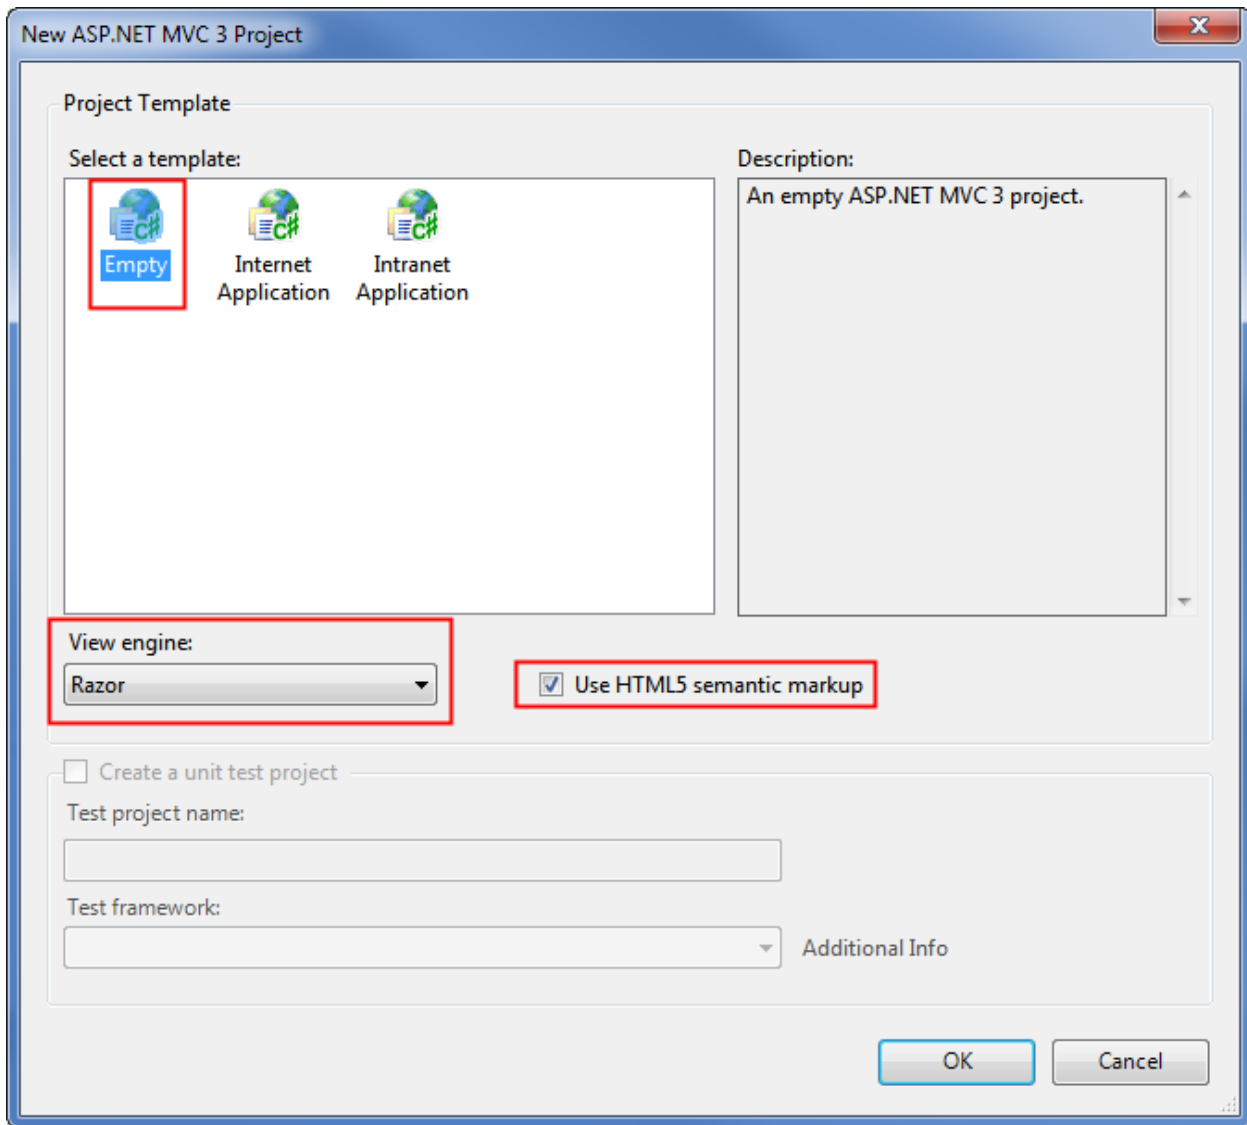 New ASP.NET MVC 3 Project
Project Template
Select a template:
Description:
Empty
Internet
Application
Intranet
Application
An empty ASP.NET MVC 3 project.
View engine:
Razor
Use HTML5 semantic markup
Create a unit test project
Test project name:
Test framework:
Additional Info
OK
Cancel